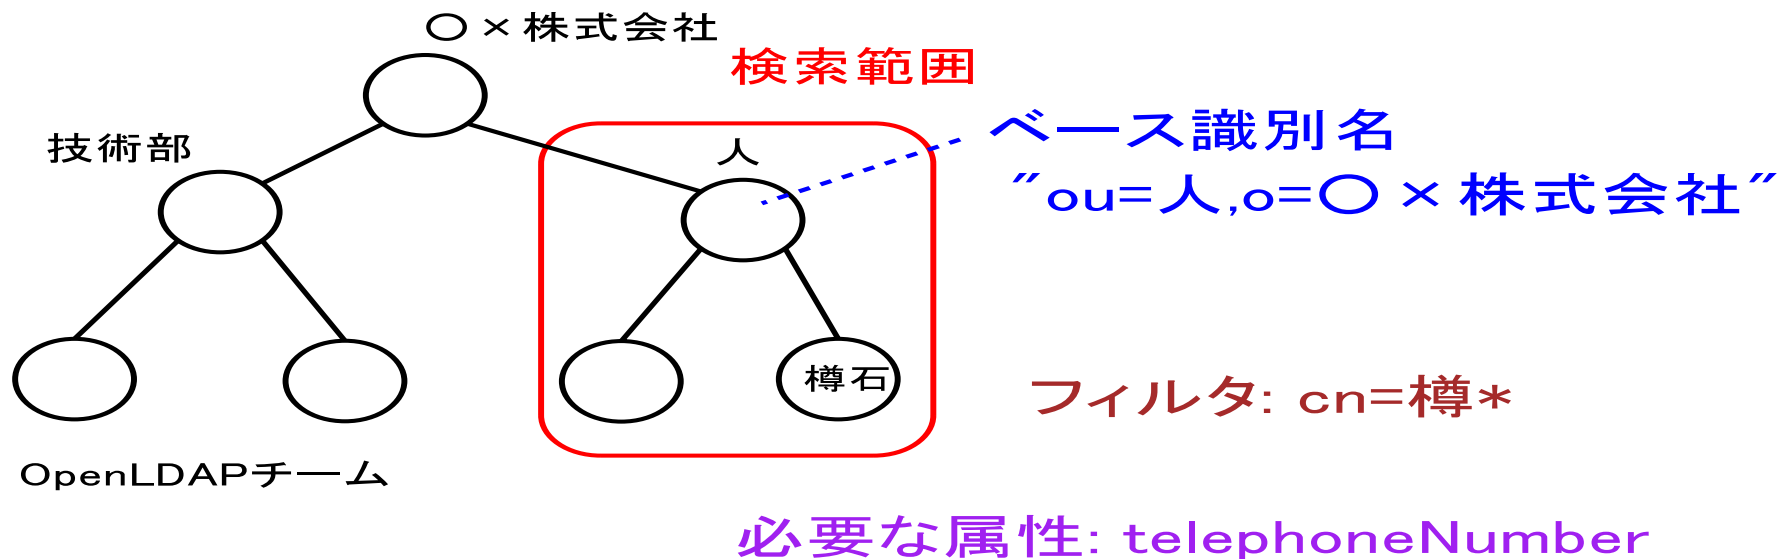 〇×株式会社
検索範囲
技術部
人
ベース識別名
"ou=人,o=〇×株式会社"
樽石
フィルタ: cn=樽*
OpenLDAPチーム
必要な属性: telephoneNumber